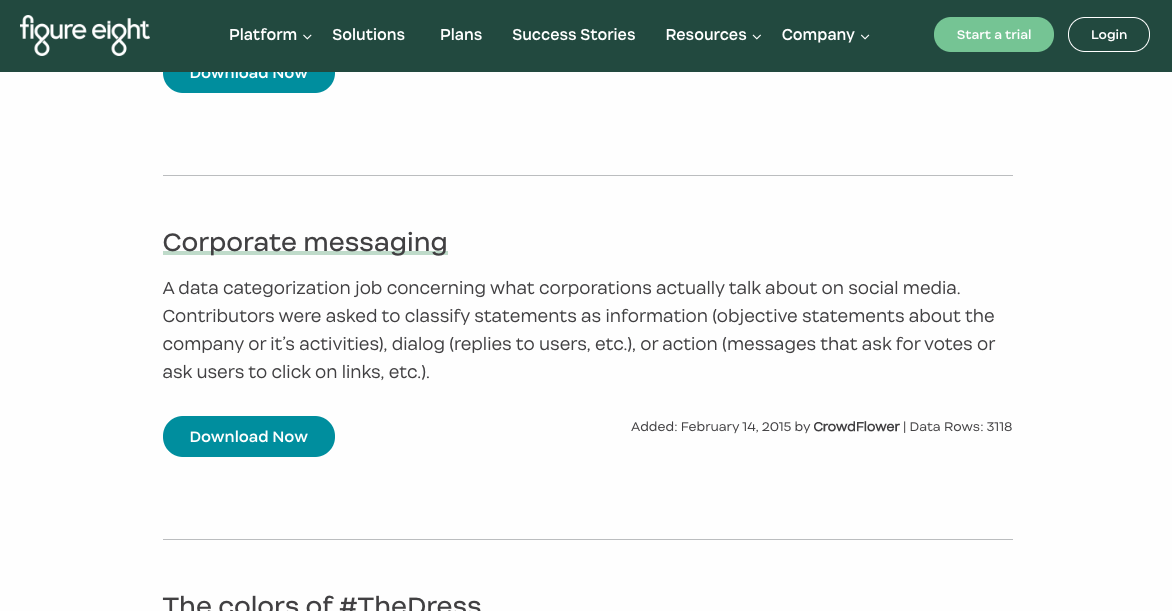 figure eight
Platform Solutions Plans Success Stories Resources Company Start a trial Login
Download Now
Corporate messaging
A data categorization job concerning what corporations actually talk about on social media.
Contributors were asked to classify statements as information (objective statements about the
company or it’s activities), dialog (replies to users, etc.), or action (messages that ask for votes or
ask users to click on links, etc.).
Download Now Added: February 14, 2015 by CrowdFlower | Data Rows: 3118
The colors of #TheDress